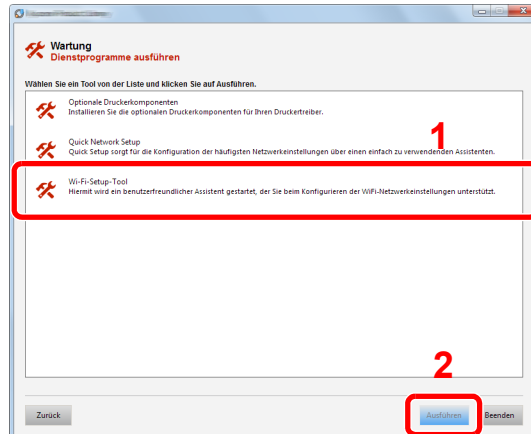 Wartung
Dienstprogramme ausführen
Wählen Sie ein Tool von der Liste und klicken Sie auf Ausführen.
Optionale Druckerkomponenten
Installieren Sie die optionalen Druckerkomponenten für Ihren Druckertreiber.
1
Quick Network Setup
Quick Setup sorgt für die Konfiguration der häufigsten Netzwerkeinstellungen über einen einfach zu verwendenden Assistenten.
Wi-Fi-Setup-Tool
Hiermit wird ein benutzerfreundlicher Assistent gestartet, der Sie beim Konfigurieren der WiFi-Netzwerkeinstellungen unterstützt.
2
Zurück
Ausführen
Beenden